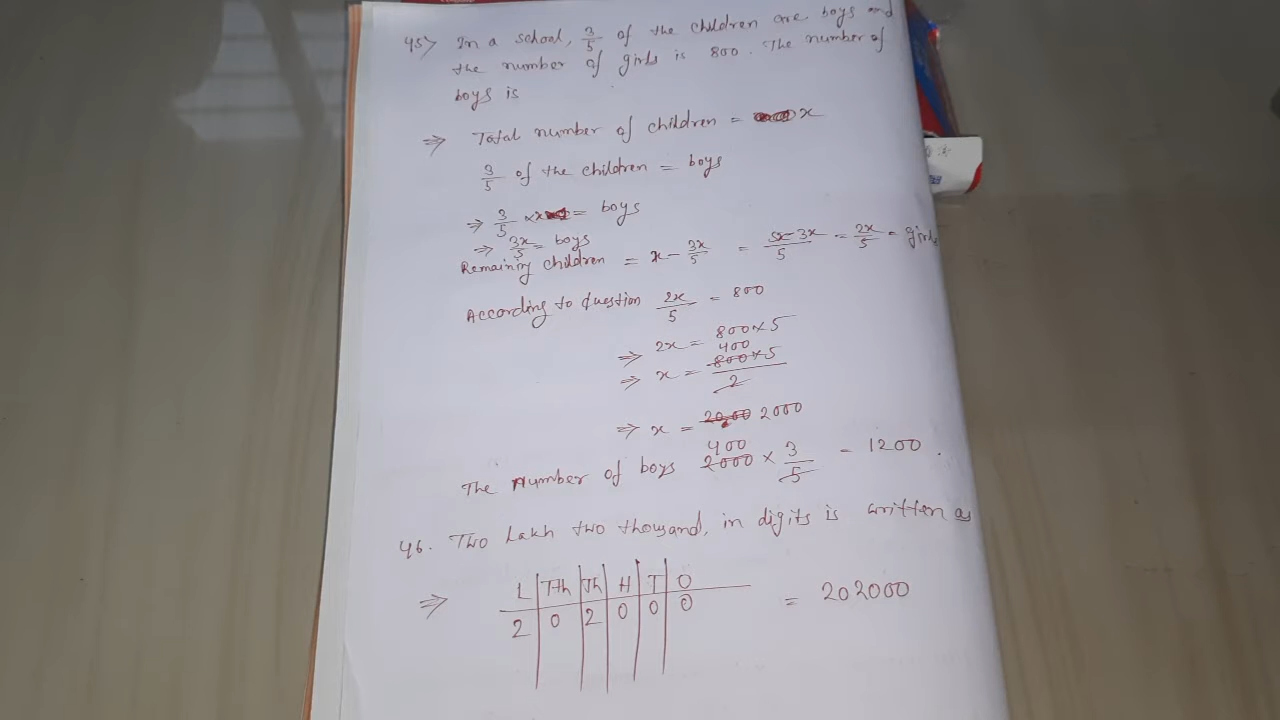 45> In a school, 3/5 of the children are boys and
the number of girls is 800. The number of
boys is
⇒ Total number of children = x
3/5 of the children = boys
⇒ 3/5 × x = boys
⇒ 3x/5 = boys
Remaining children = x - 3x/5 = 5x-3x/5 = 2x/5 = girls
According to Question 2x/5 = 800
⇒ 2x = 800×5
400
⇒ x = 800×5/2
⇒ x = 2000 2000
400
The Number of boys 2000 × 3/5 = 1200.
46. Two Lakh two thousand, in digits is written as
L TTh Th H T O
⇒ 2 0 2 0 0 0 = 202000